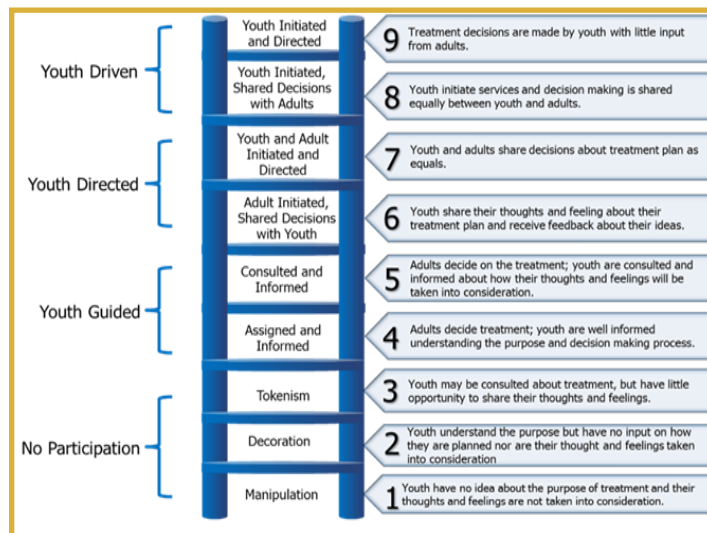 Youth Driven
Youth Initiated
and Directed
9 Treatment decisions are made by youth with little input
from adults.
Youth Initiated,
Shared Decisions
with Adults
8 Youth initiate services and decision making is shared
equally between youth and adults.
Youth Directed
Youth and Adult
Initiated and
Directed
7 Youth and adults share decisions about treatment plan as
equals.
Adult Initiated,
Shared Decisions
with Youth
6 Youth share their thoughts and feeling about their
treatment plan and receive feedback about their ideas.
Youth Guided
Consulted and
Informed
5 Adults decide on the treatment; youth are consulted and
informed about how their thoughts and feelings will be
taken into consideration.
Assigned and
Informed
4 Adults decide treatment; youth are well informed
understanding the purpose and decision making process.
No Participation
Tokenism
3 Youth may be consulted about treatment, but have little
opportunity to share their thoughts and feelings.
Decoration
2 Youth understand the purpose but have no input on how
they are planned nor are their thought and feelings taken
into consideration
Manipulation
1 Youth have no idea about the purpose of treatment and their
thoughts and feelings are not taken into consideration.